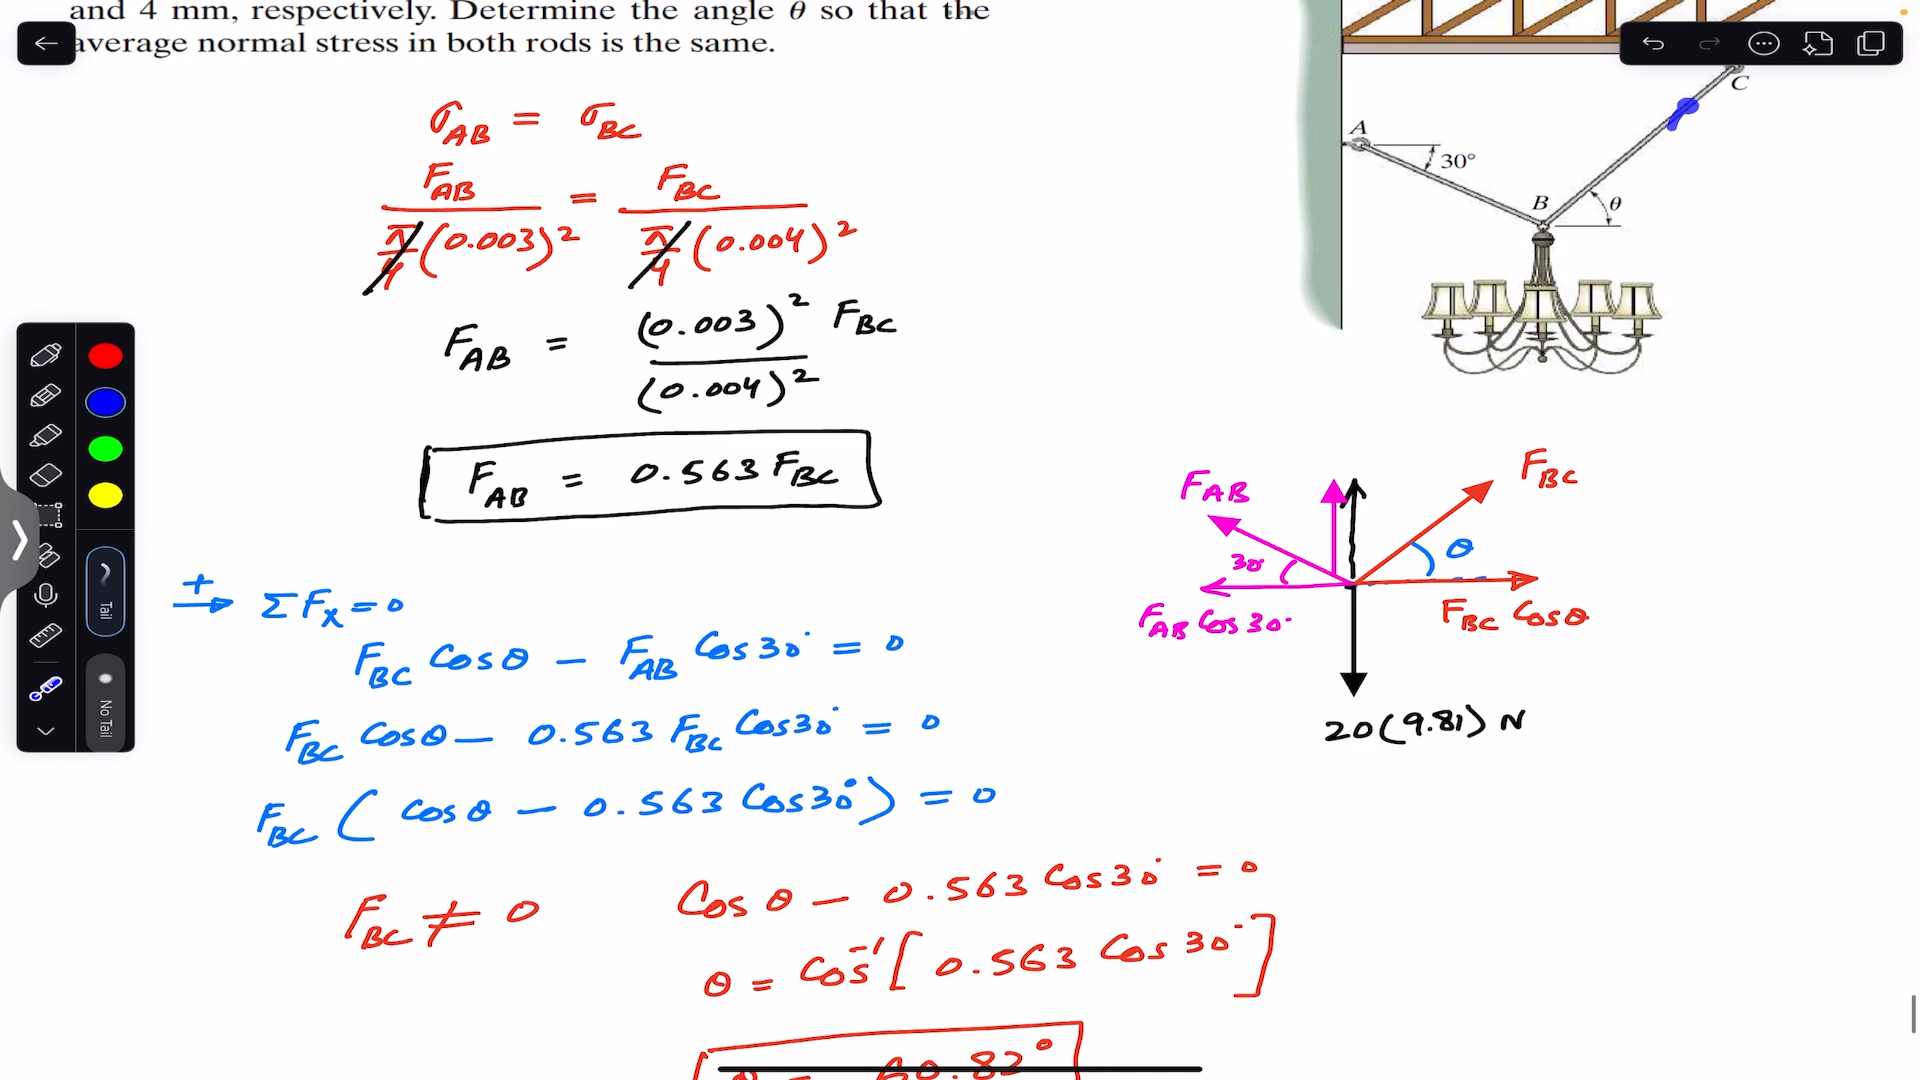 and 4 mm, respectively. Determine the angle θ so that the
average normal stress in both rods is the same.
σAB = σBC
FAB / π/4 (0.003)² = FBC / π/4 (0.004)²
FAB = (0.003)² FBC / (0.004)²
FAB = 0.563 FBC
+→ ΣFx = 0
FBC Cosθ − FAB Cos30° = 0
FBC Cosθ − 0.563 FBC Cos30° = 0
FBC ( Cosθ − 0.563 Cos30° ) = 0
FBC ≠ 0
Cos θ − 0.563 Cos30° = 0
θ = Cos⁻¹ [ 0.563 Cos 30° ]
θ = 60.82°
A
30°
B
θ
C
FAB
FBC
30°
θ
FAB Cos30°
FBC Cosθ
20(9.81) N
Tail
No Tail